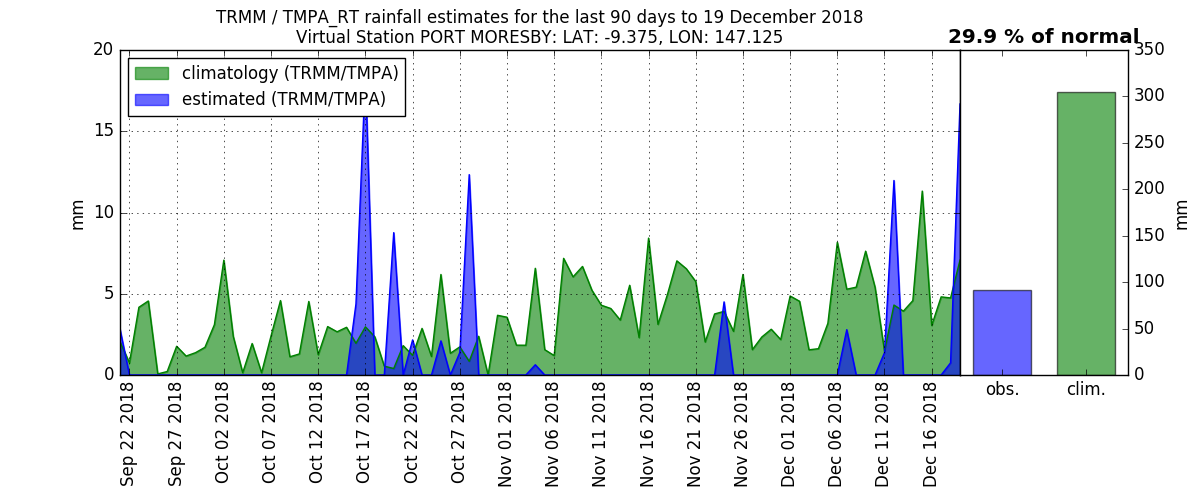 TRMM / TMPA_RT rainfall estimates for the last 90 days to 19 December 2018
Virtual Station PORT MORESBY: LAT: -9.375, LON: 147.125
29.9 % of normal
climatology (TRMM/TMPA)
estimated (TRMM/TMPA)
20
15
10
5
0
mm
350
300
250
200
150
100
50
0
mm
Sep 22 2018
Sep 27 2018
Oct 02 2018
Oct 07 2018
Oct 12 2018
Oct 17 2018
Oct 22 2018
Oct 27 2018
Nov 01 2018
Nov 06 2018
Nov 11 2018
Nov 16 2018
Nov 21 2018
Nov 26 2018
Dec 01 2018
Dec 06 2018
Dec 11 2018
Dec 16 2018
obs.
clim.